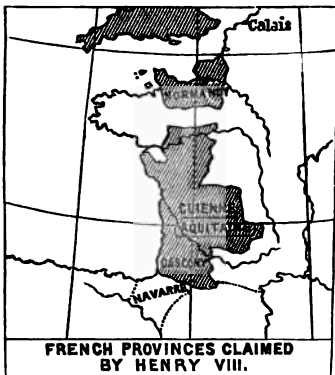 Calais
NORMANDY
GUIENNE
AQUITAINE
GASCONY
NAVARRE
FRENCH PROVINCES CLAIMED
BY HENRY VIII.